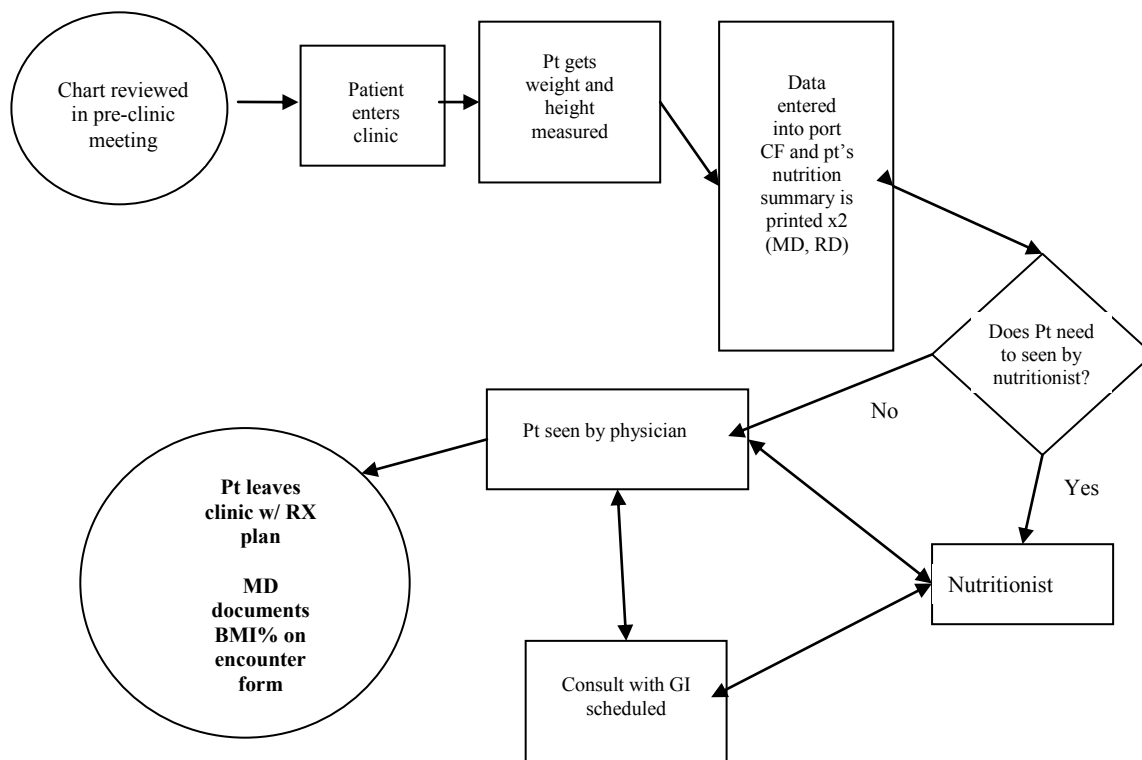 Chart reviewed
in pre-clinic
meeting
Patient
enters
clinic
Pt gets
weight and
height
measured
Data
entered
into port
CF and pt's
nutrition
summary is
printed x2
(MD, RD)
Does Pt need
to seen by
nutritionist?
No
Yes
Pt seen by physician
Nutritionist
Consult with GI
scheduled
Pt leaves
clinic w/ RX
plan
MD
documents
BMI% on
encounter
form